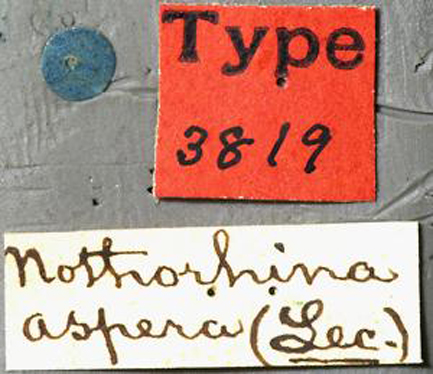 Type
3819
Nothorhina
aspera (Lec.)